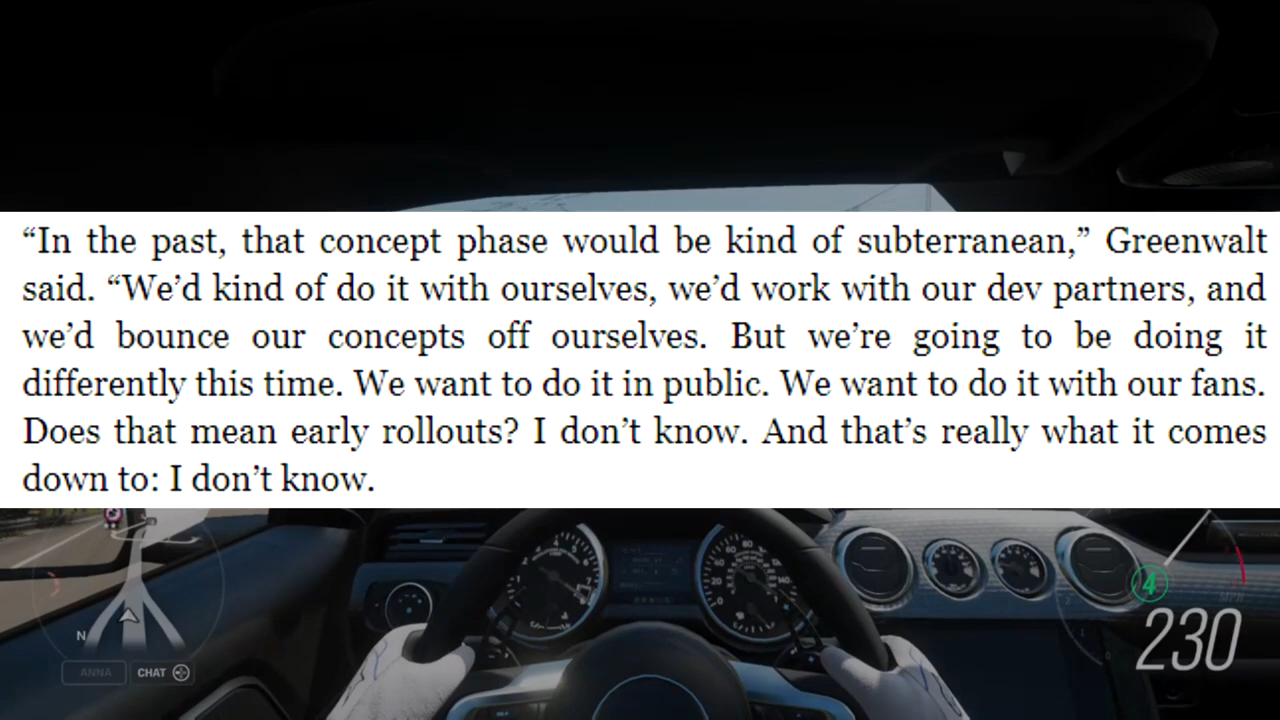 “In the past, that concept phase would be kind of subterranean,” Greenwalt
said. “We’d kind of do it with ourselves, we’d work with our dev partners, and
we’d bounce our concepts off ourselves. But we’re going to be doing it
differently this time. We want to do it in public. We want to do it with our fans.
Does that mean early rollouts? I don’t know. And that’s really what it comes
down to: I don’t know.
N
ANNA
CHAT
4
MPH
230